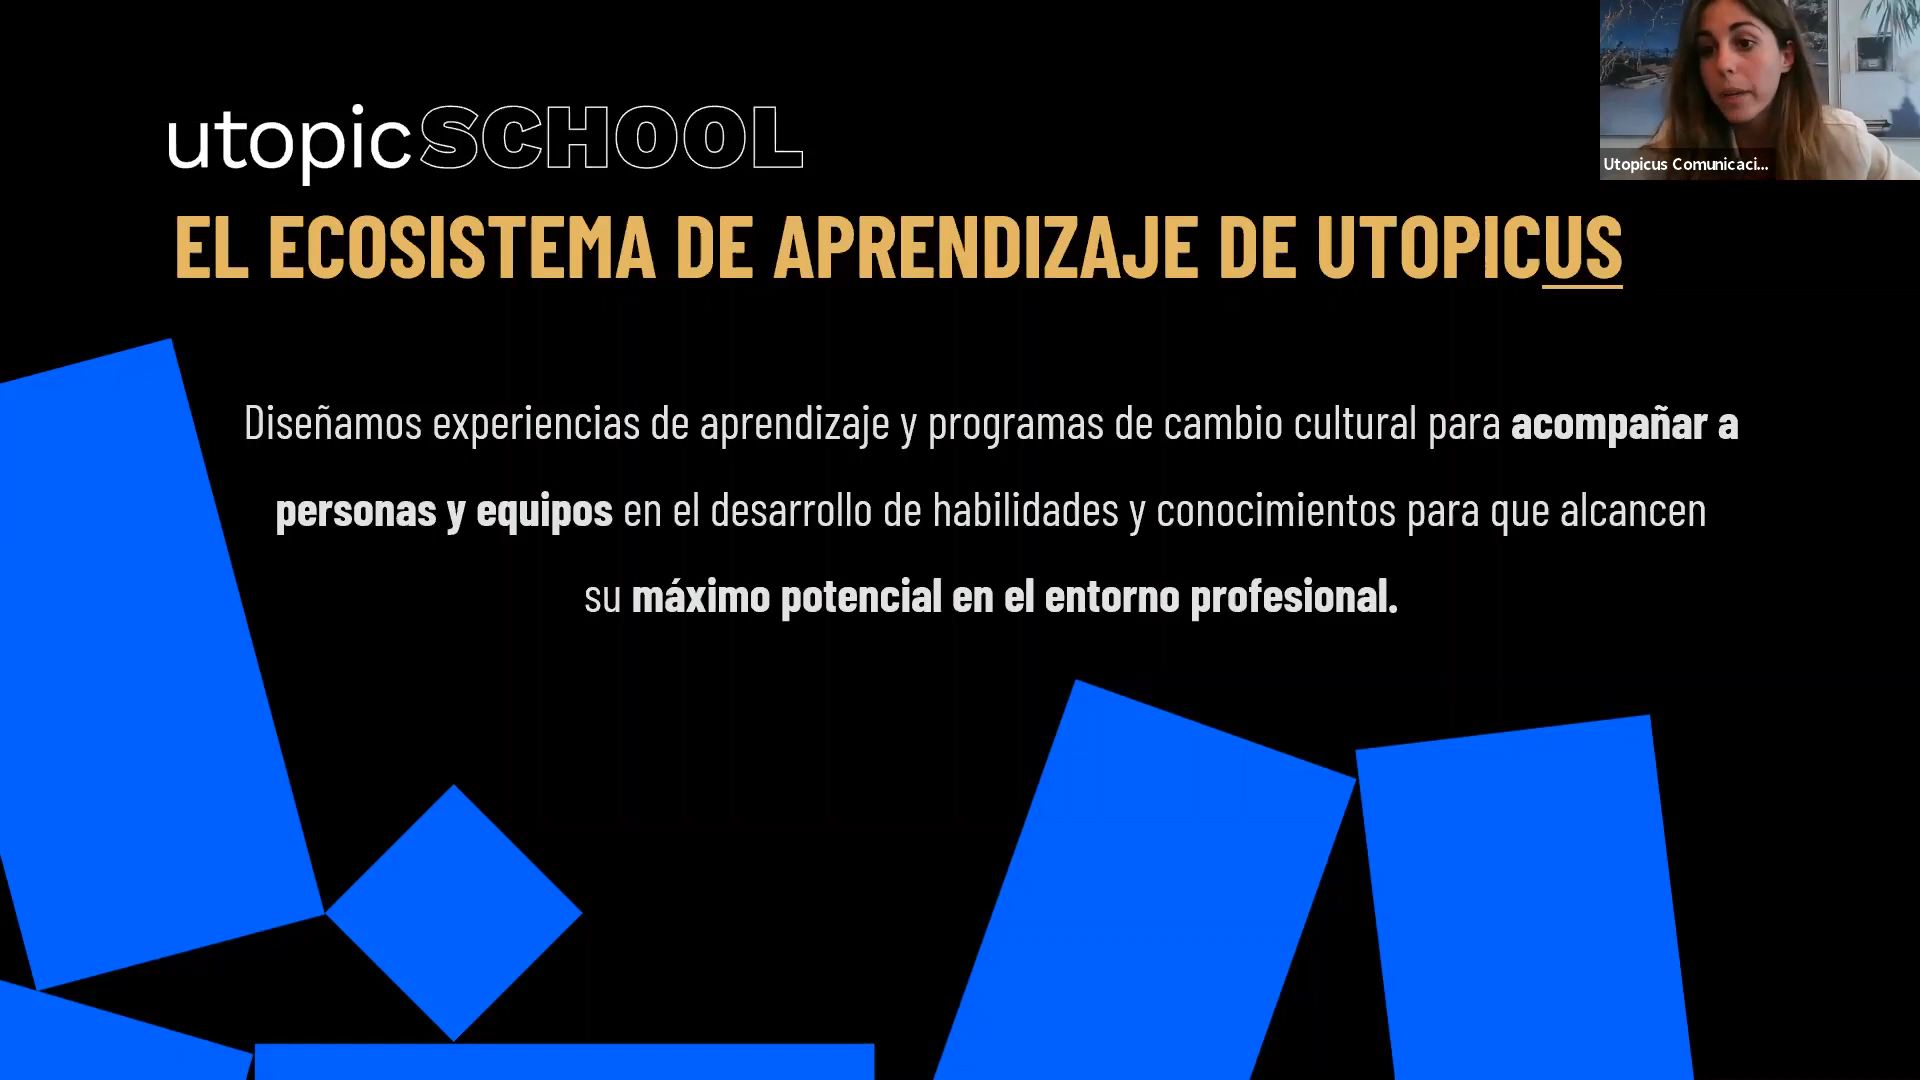 utopicSCHOOL
EL ECOSISTEMA DE APRENDIZAJE DE UTOPICUS
Diseñamos experiencias de aprendizaje y programas de cambio cultural para acompañar a
personas y equipos en el desarrollo de habilidades y conocimientos para que alcancen
su máximo potencial en el entorno profesional.
Utopicus Comunicaci...